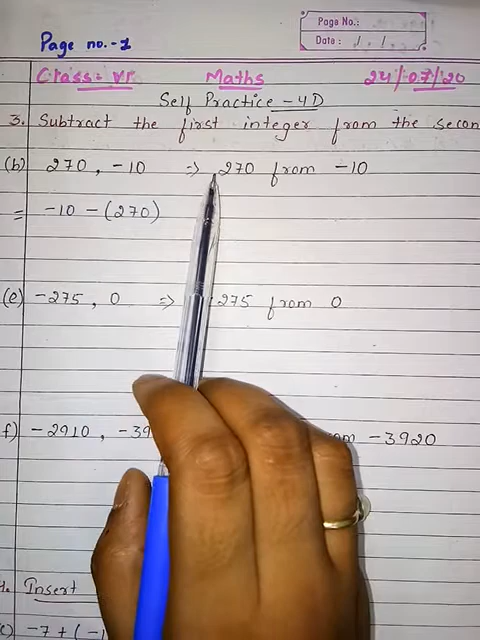 Page no.-1
Page No.:
Date: / /
Class:- VI Maths 24/07/20
Self Practice - 4D
3. Subtract the first integer from the secon
(b) 270, -10 ⇒ 270 from -10
= -10 - (270)
(e) -275, 0 ⇒ 275 from 0
f) -2910, -39 -3920
Insert
c) -7 + (-1